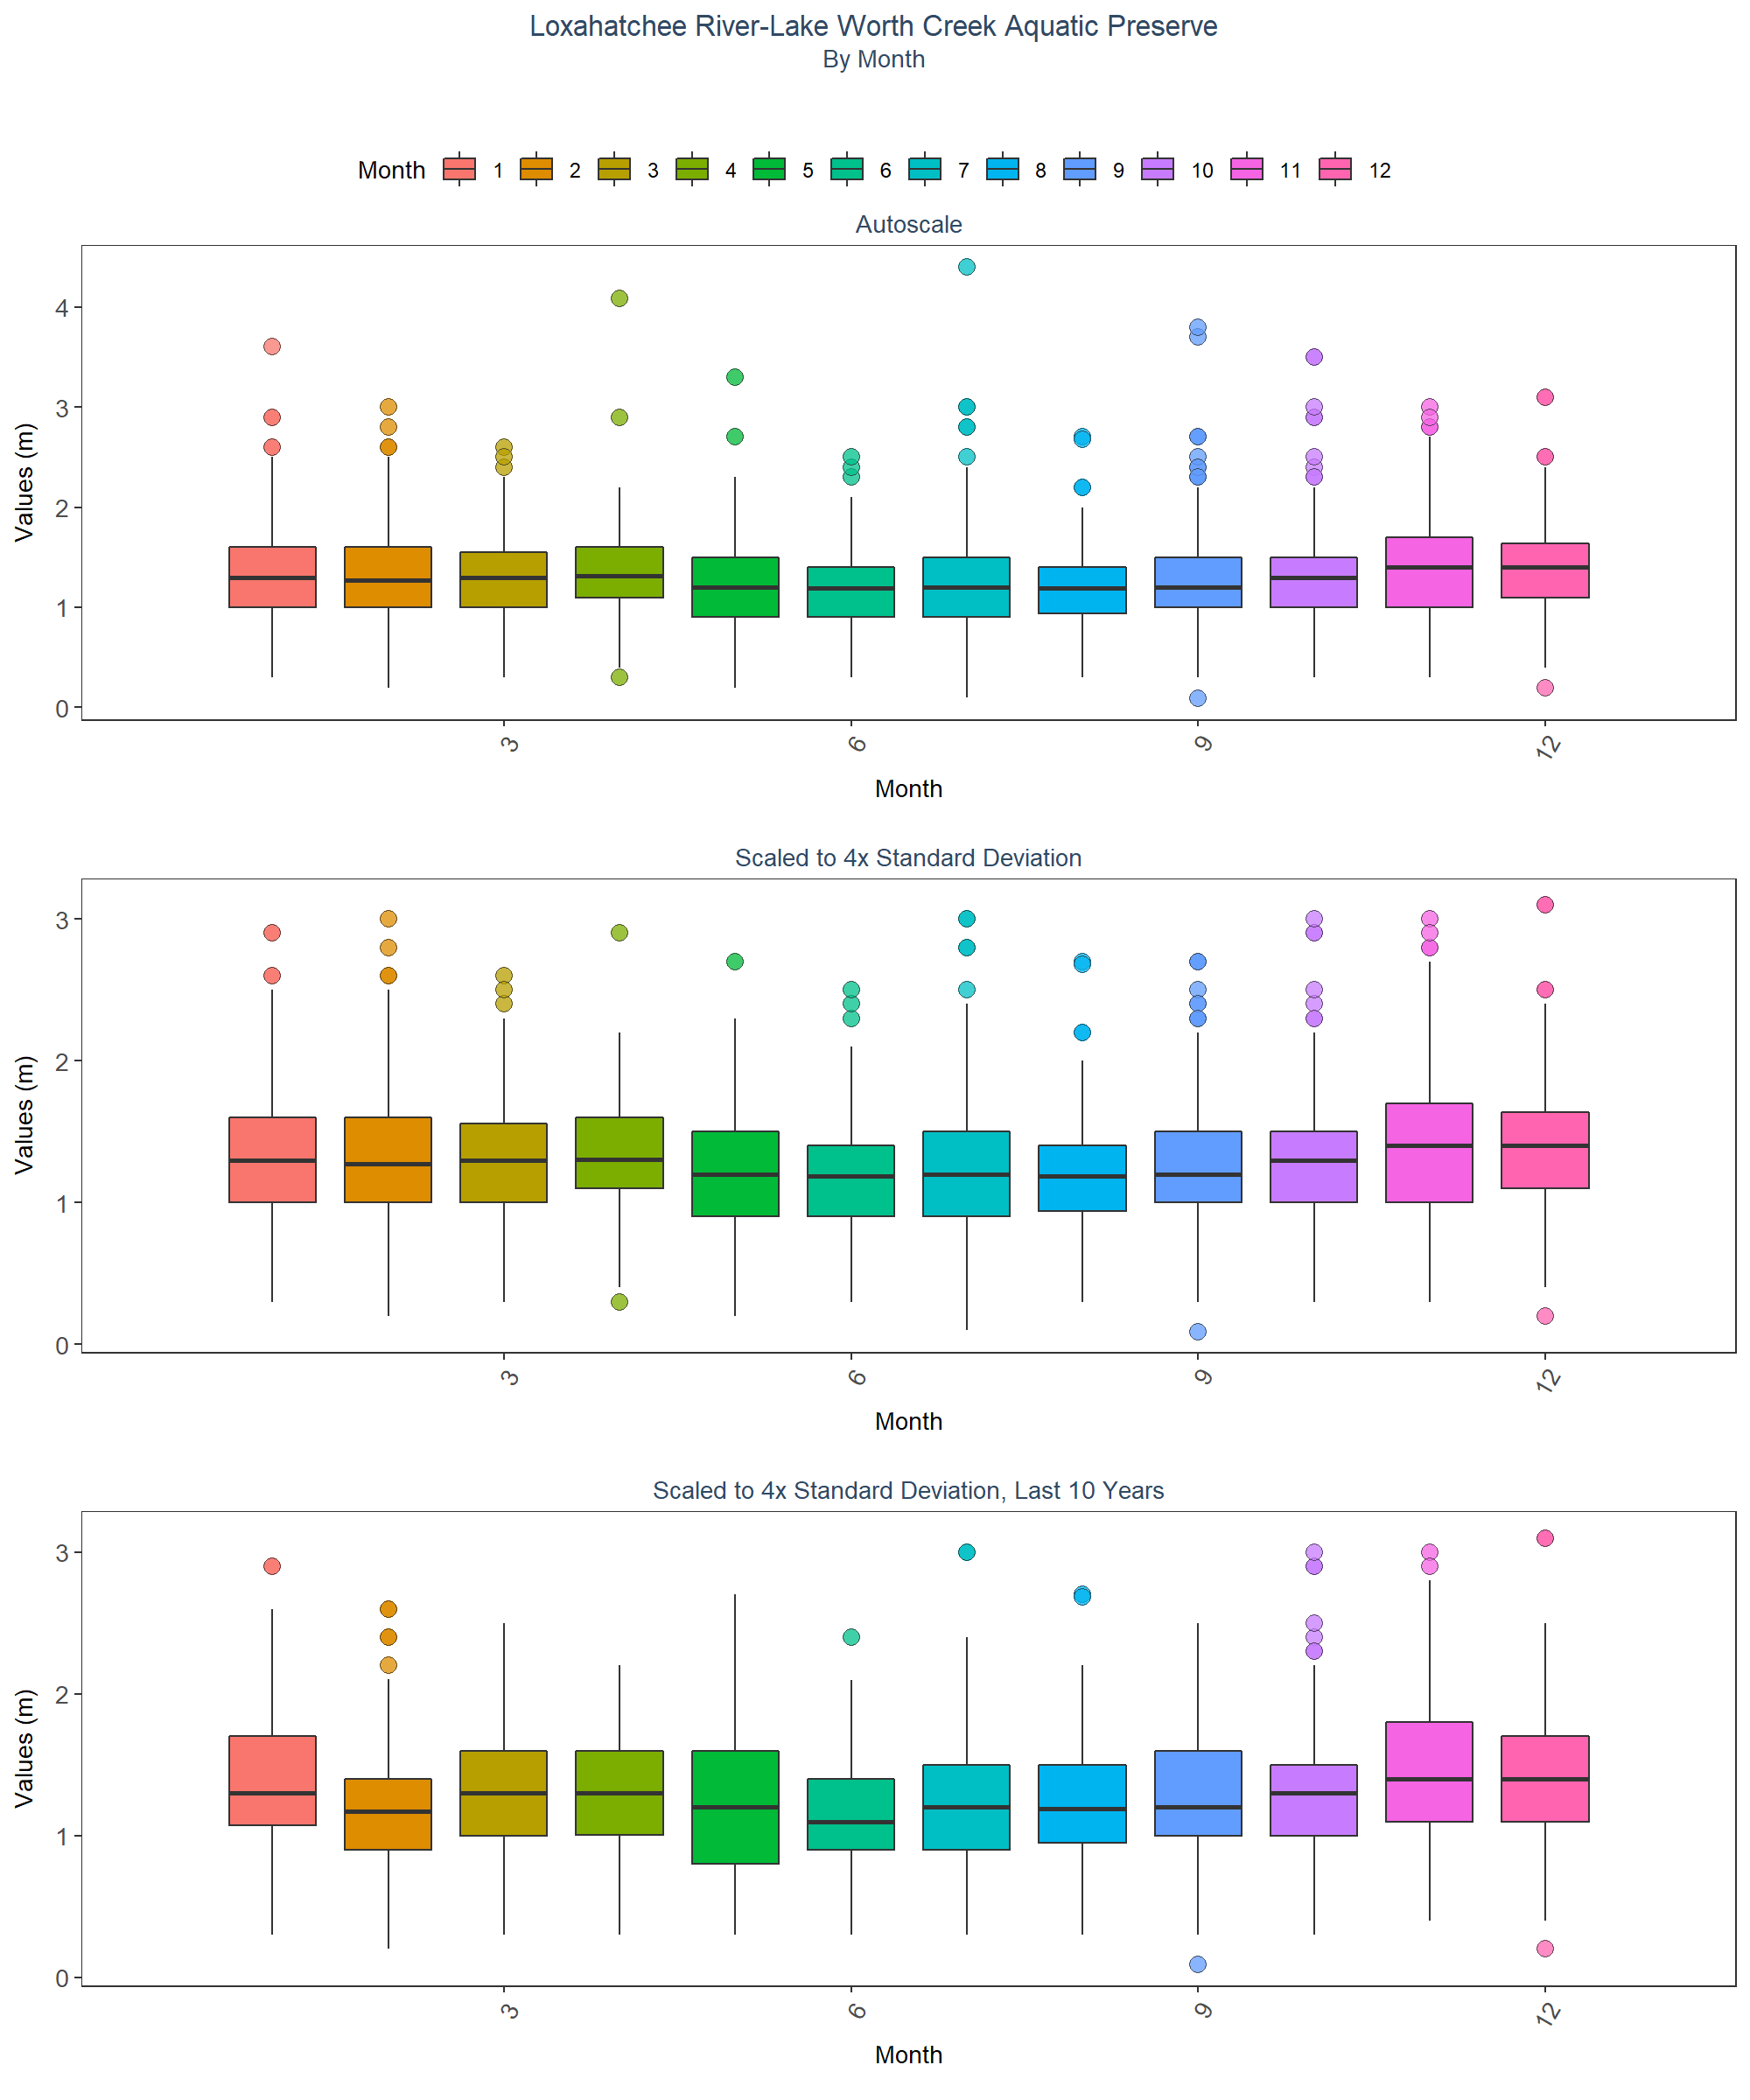 Loxahatchee River-Lake Worth Creek Aquatic Preserve
By Month
Month 1 2 3 4 5 6 7 8 9 10 11 12
Autoscale
Values (m)
4
3
2
1
0
3 6 9 12
Month
Scaled to 4x Standard Deviation
Values (m)
3
2
1
0
3 6 9 12
Month
Scaled to 4x Standard Deviation, Last 10 Years
Values (m)
3
2
1
0
3 6 9 12
Month